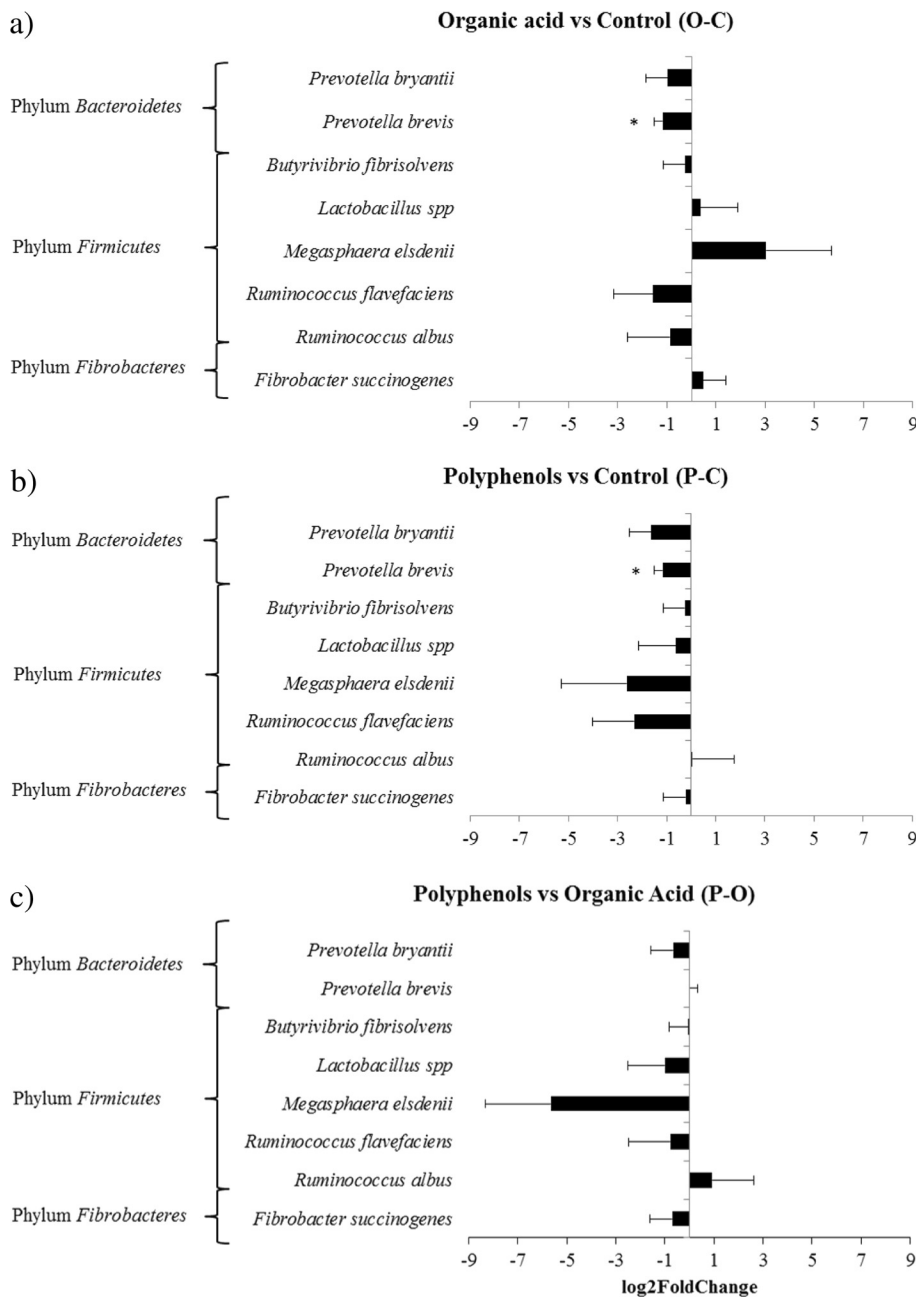 a)
Organic acid vs Control (O-C)
Phylum Bacteroidetes
Prevotella bryantii
Prevotella brevis
*
Butyrivibrio fibrisolvens
Lactobacillus spp
Phylum Firmicutes
Megasphaera elsdenii
Ruminococcus flavefaciens
Ruminococcus albus
Phylum Fibrobacteres
Fibrobacter succinogenes
-9 -7 -5 -3 -1 1 3 5 7 9
b)
Polyphenols vs Control (P-C)
Phylum Bacteroidetes
Prevotella bryantii
Prevotella brevis
*
Butyrivibrio fibrisolvens
Lactobacillus spp
Phylum Firmicutes
Megasphaera elsdenii
Ruminococcus flavefaciens
Ruminococcus albus
Phylum Fibrobacteres
Fibrobacter succinogenes
-9 -7 -5 -3 -1 1 3 5 7 9
c)
Polyphenols vs Organic Acid (P-O)
Phylum Bacteroidetes
Prevotella bryantii
Prevotella brevis
Butyrivibrio fibrisolvens
Lactobacillus spp
Phylum Firmicutes
Megasphaera elsdenii
Ruminococcus flavefaciens
Ruminococcus albus
Phylum Fibrobacteres
Fibrobacter succinogenes
-9 -7 -5 -3 -1 1 3 5 7 9
log2FoldChange